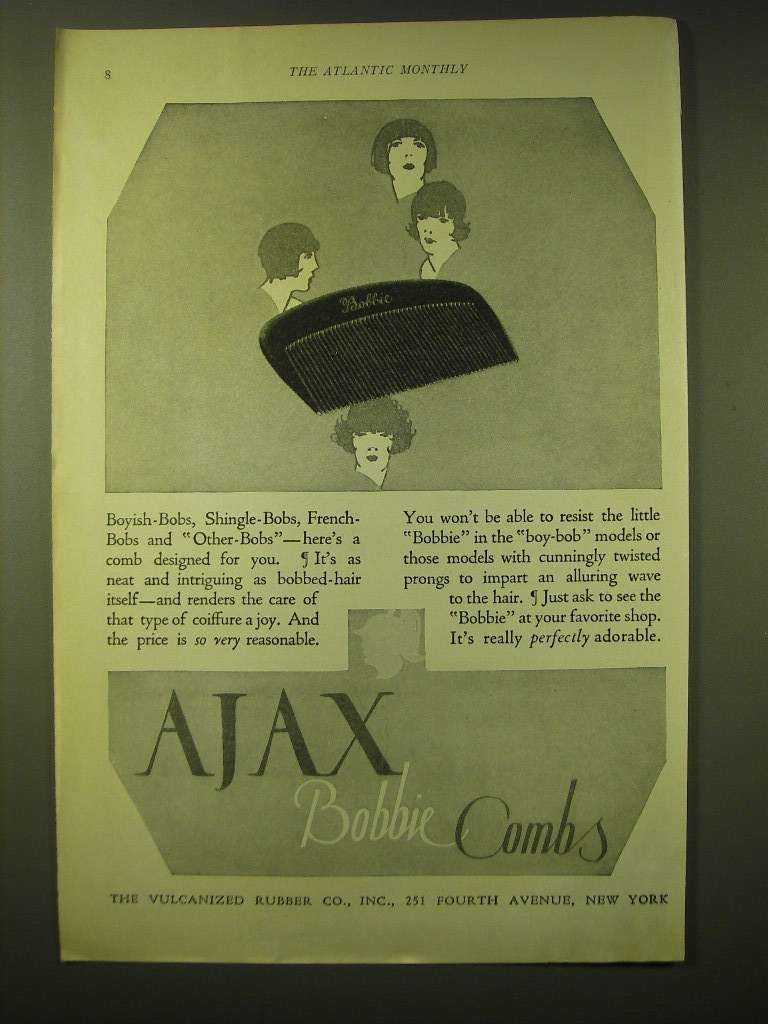 8
THE ATLANTIC MONTHLY
Bobbie
Boyish-Bobs, Shingle-Bobs, French-
Bobs and "Other-Bobs"—here's a
comb designed for you. ¶ It's as
neat and intriguing as bobbed-hair
itself—and renders the care of
that type of coiffure a joy. And
the price is so very reasonable.
You won't be able to resist the little
"Bobbie" in the "boy-bob" models or
those models with cunningly twisted
prongs to impart an alluring wave
to the hair. ¶ Just ask to see the
"Bobbie" at your favorite shop.
It's really perfectly adorable.
AJAX
Bobbie Combs
THE VULCANIZED RUBBER CO., INC., 251 FOURTH AVENUE, NEW YORK